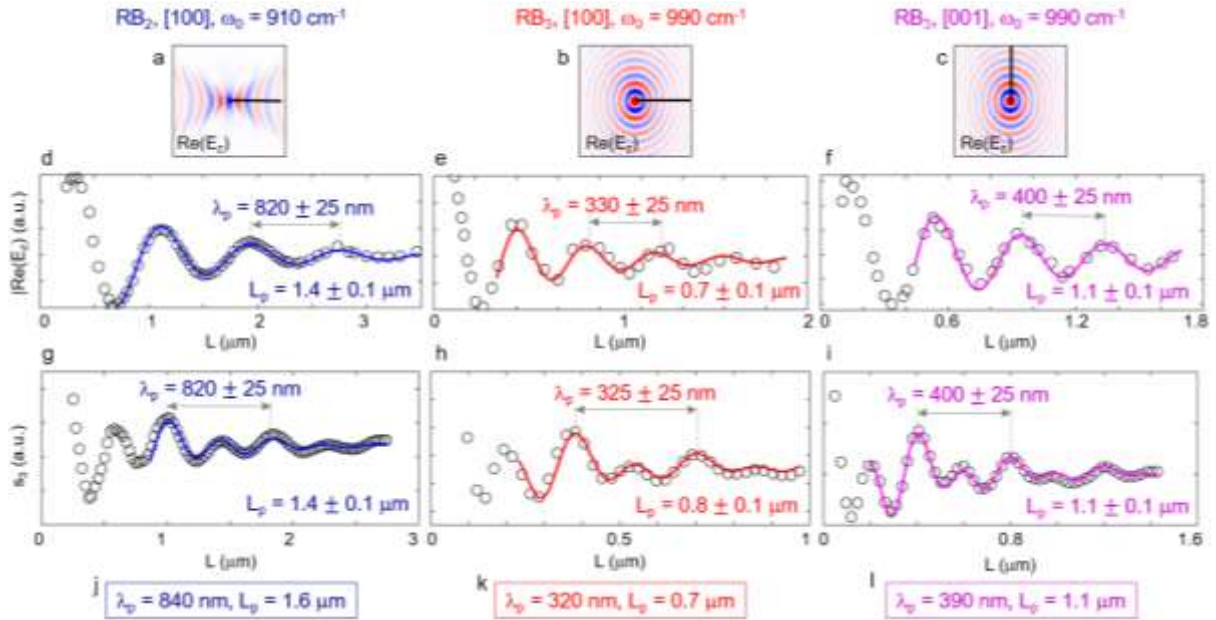 RB₂, [100], ω₀ = 910 cm⁻¹
RB₃, [100], ω₀ = 990 cm⁻¹
RB₃, [001], ω₀ = 990 cm⁻¹
a
b
c
Re(E_z)
Re(E_z)
Re(E_z)
d
e
f
|Re(E_z) (a.u.)
λₚ = 820 ± 25 nm
λₚ = 330 ± 25 nm
λₚ = 400 ± 25 nm
Lₚ = 1.4 ± 0.1 μm
Lₚ = 0.7 ± 0.1 μm
Lₚ = 1.1 ± 0.1 μm
0 1 2 3
0 1 2
0 0.6 1.2 1.8
L (μm)
L (μm)
L (μm)
g
h
i
s₃ (a.u.)
λₚ = 820 ± 25 nm
λₚ = 325 ± 25 nm
λₚ = 400 ± 25 nm
Lₚ = 1.4 ± 0.1 μm
Lₚ = 0.8 ± 0.1 μm
Lₚ = 1.1 ± 0.1 μm
0 1 2 3
0 0.5 1
0 0.8 1.6
L (μm)
L (μm)
L (μm)
j
k
l
λₚ = 840 nm, Lₚ = 1.6 μm
λₚ = 320 nm, Lₚ = 0.7 μm
λₚ = 390 nm, Lₚ = 1.1 μm